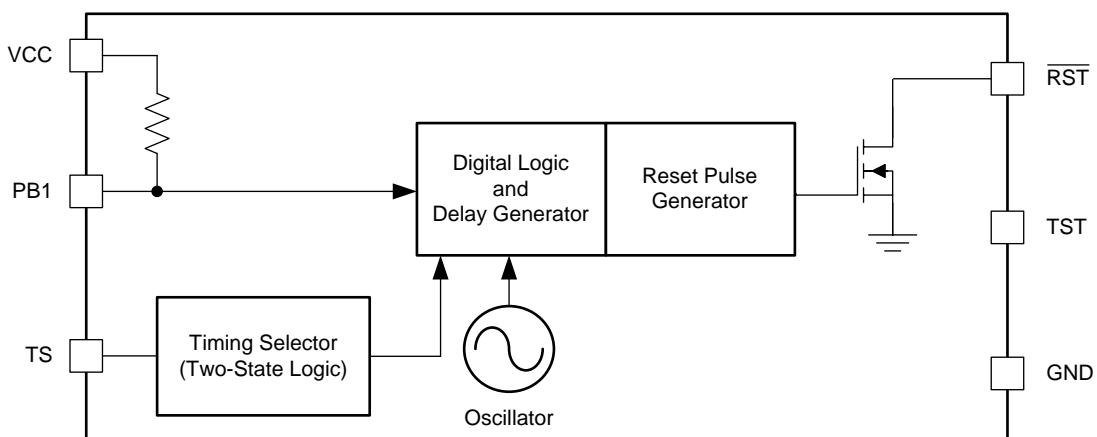 VCC
RST
PB1
Digital Logic
and
Delay Generator
Reset Pulse
Generator
TST
TS
Timing Selector
(Two-State Logic)
GND
Oscillator